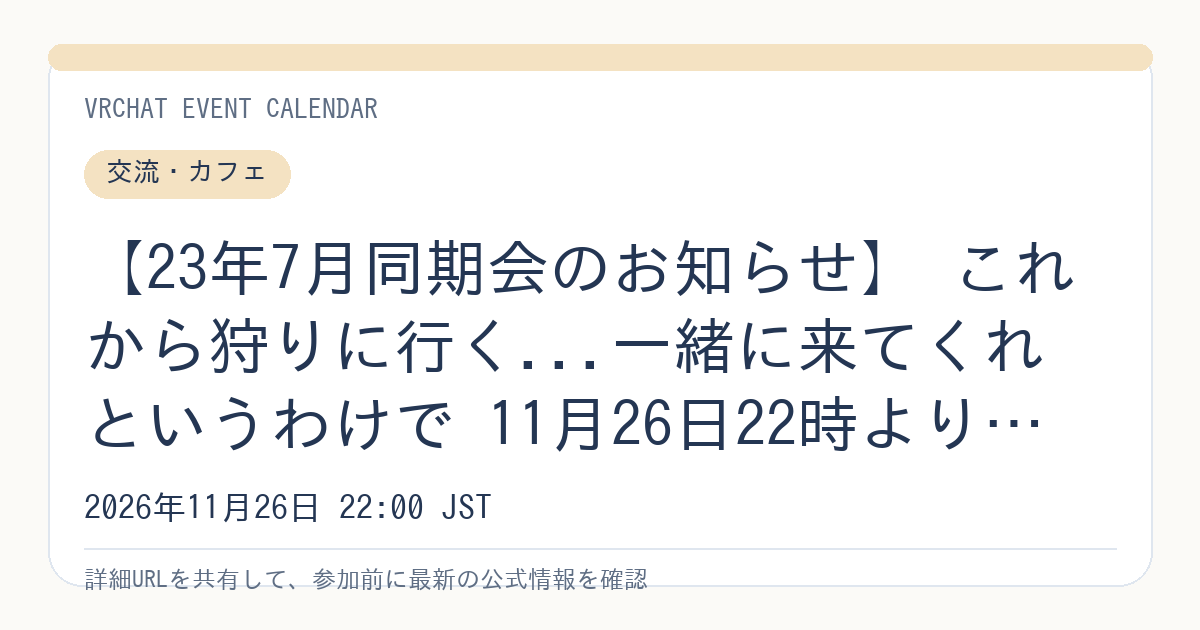 VRCHAT EVENT CALENDAR
交流・カフェ
【23年7月同期会のお知らせ】 これ
から狩りに行く...一緒に来てくれ
というわけで 11月26日22時より…
2026年11月26日 22:00 JST
詳細URLを共有して、参加前に最新の公式情報を確認